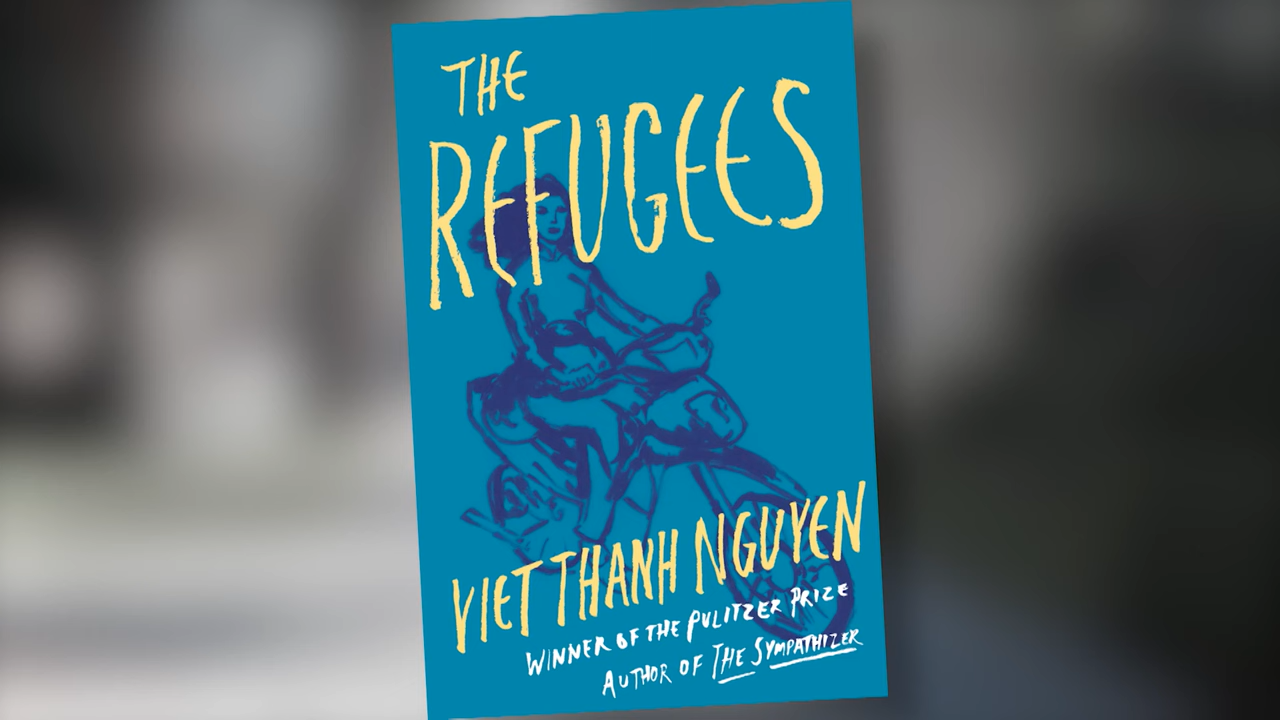 THE
REFUGEES
VIET THANH NGUYEN
WINNER OF THE PULITZER PRIZE
AUTHOR OF THE SYMPATHIZER